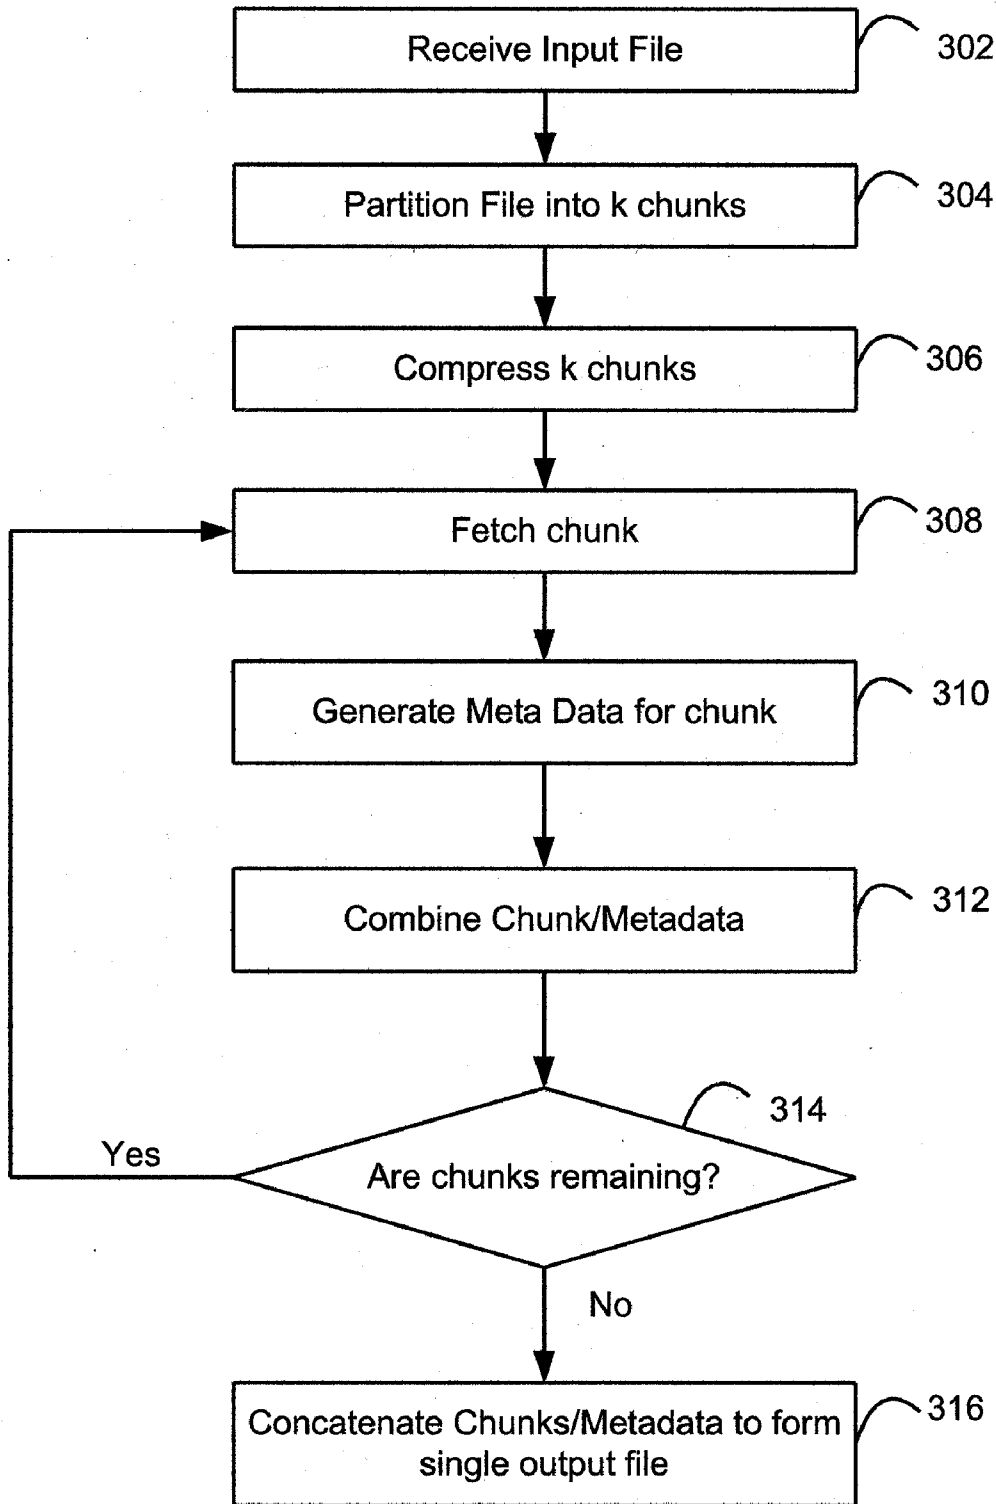 Receive Input File
302
Partition File into k chunks
304
Compress k chunks
306
Fetch chunk
308
Generate Meta Data for chunk
310
Combine Chunk/Metadata
312
314
Are chunks remaining?
Yes
No
Concatenate Chunks/Metadata to form
single output file
316